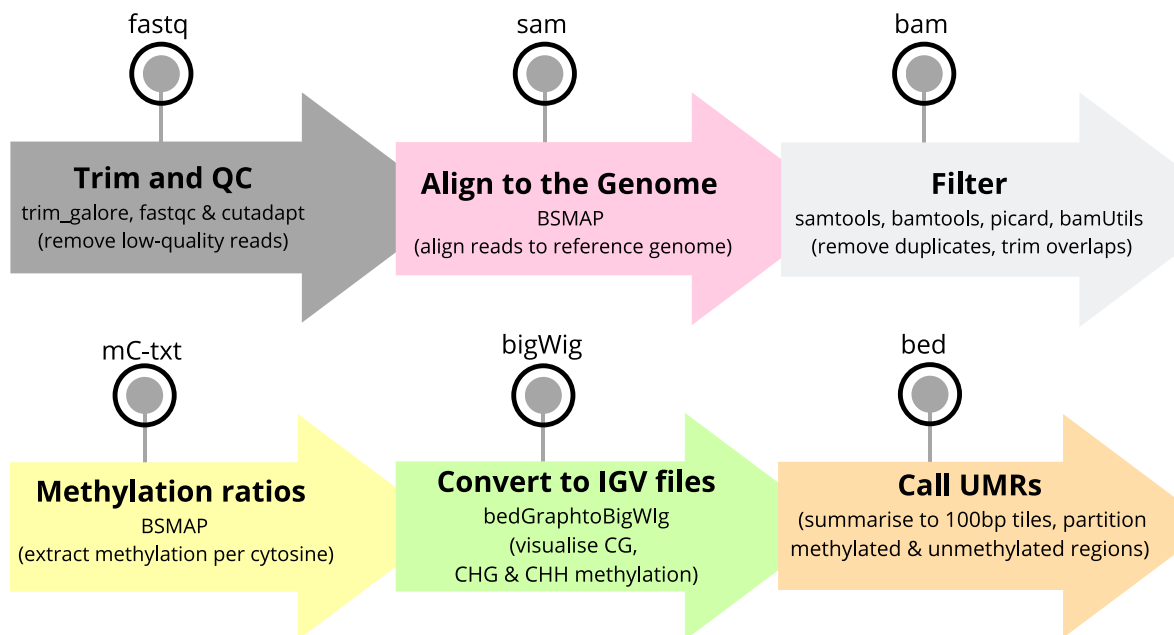 fastq
Trim and QC
trim_galore, fastqc & cutadapt
(remove low-quality reads)
sam
Align to the Genome
BSMAP
(align reads to reference genome)
bam
Filter
samtools, bamtools, picard, bamUtils
(remove duplicates, trim overlaps)
mC-txt
Methylation ratios
BSMAP
(extract methylation per cytosine)
bigWig
Convert to IGV files
bedGraphtoBigWIg
(visualise CG,
CHG & CHH methylation)
bed
Call UMRs
(summarise to 100bp tiles, partition
methylated & unmethylated regions)